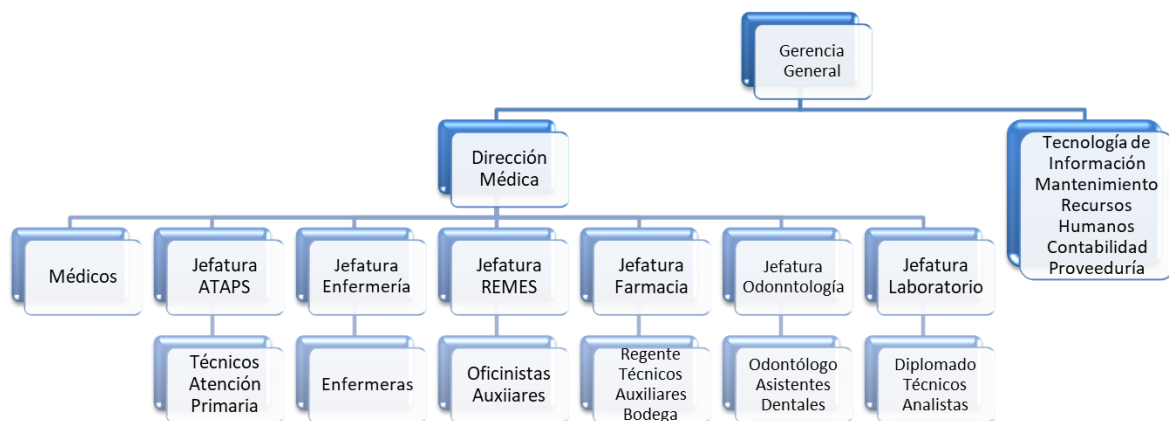 Gerencia
General
Dirección
Médica
Tecnología de
Información
Mantenimiento
Recursos
Humanos
Contabilidad
Proveeduría
Médicos
Jefatura
ATAPS
Jefatura
Enfermería
Jefatura
REMES
Jefatura
Farmacia
Jefatura
Odonntología
Jefatura
Laboratorio
Técnicos
Atención
Primaria
Enfermeras
Oficinistas
Auxiiares
Regente
Técnicos
Auxiliares
Bodega
Odontólogo
Asistentes
Dentales
Diplomado
Técnicos
Analistas